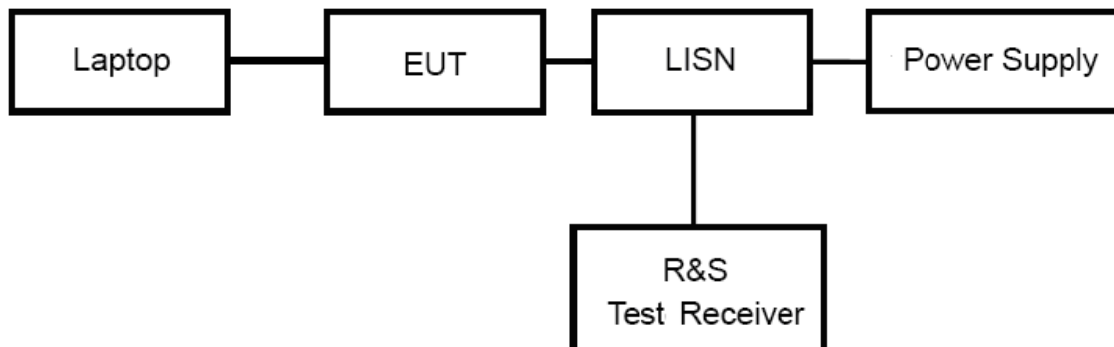 Laptop
EUT
LISN
Power Supply
R&S
Test Receiver